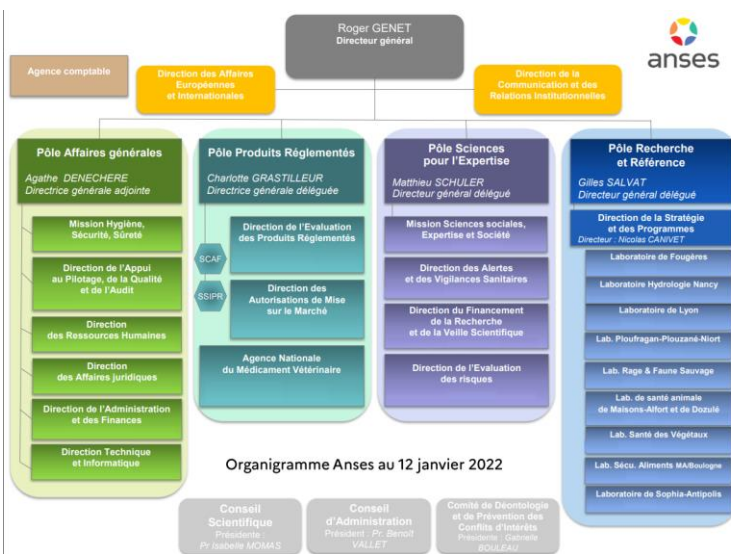 Roger GENET
Directeur général
anses
Agence comptable
Direction des Affaires
Européennes
et Internationales
Direction de la
Communication et des
Relations Institutionnelles
Pôle Affaires générales
Agathe DENECHERE
Directrice générale adjointe
Mission Hygiène,
Sécurité, Sûreté
Direction de l'Appui
au Pilotage, de la Qualité
et de l'Audit
Direction
des Ressources Humaines
Direction
des Affaires juridiques
Direction de l'Administration
et des Finances
Direction Technique
et Informatique
Pôle Produits Réglementés
Charlotte GRASTILLEUR
Directrice générale déléguée
Direction de l'Evaluation
des Produits Réglementés
SCAF
SSIPR
Direction des
Autorisations de Mise
sur le Marché
Agence Nationale
du Médicament Vétérinaire
Pôle Sciences
pour l'Expertise
Matthieu SCHULER
Directeur général délégué
Mission Sciences sociales,
Expertise et Société
Direction des Alertes
et des Vigilances Sanitaires
Direction du Financement
de la Recherche
et de la Veille Scientifique
Direction de l'Evaluation
des risques
Pôle Recherche
et Référence
Gilles SALVAT
Directeur général délégué
Direction de la Stratégie
et des Programmes
Directeur : Nicolas CANIVET
Laboratoire de Fougères
Laboratoire Hydrologie Nancy
Laboratoire de Lyon
Lab. Ploufragan-Plouzané-Niort
Lab. Rage & Faune Sauvage
Lab. de santé animale
de Maisons-Alfort et de Dozulé
Lab. Santé des Végétaux
Lab. Sécu. Aliments MA/Boulogne
Laboratoire de Sophia-Antipolis
Organigramme Anses au 12 janvier 2022
Conseil
Scientifique
Présidente :
Pr Isabelle MOMAS
Conseil
d'Administration
Président : Pr. Benoit
VALLET
Comité de Déontologie
et de Prévention des
Conflits d'Intérêts
Présidente : Gabrielle
BOULEAU